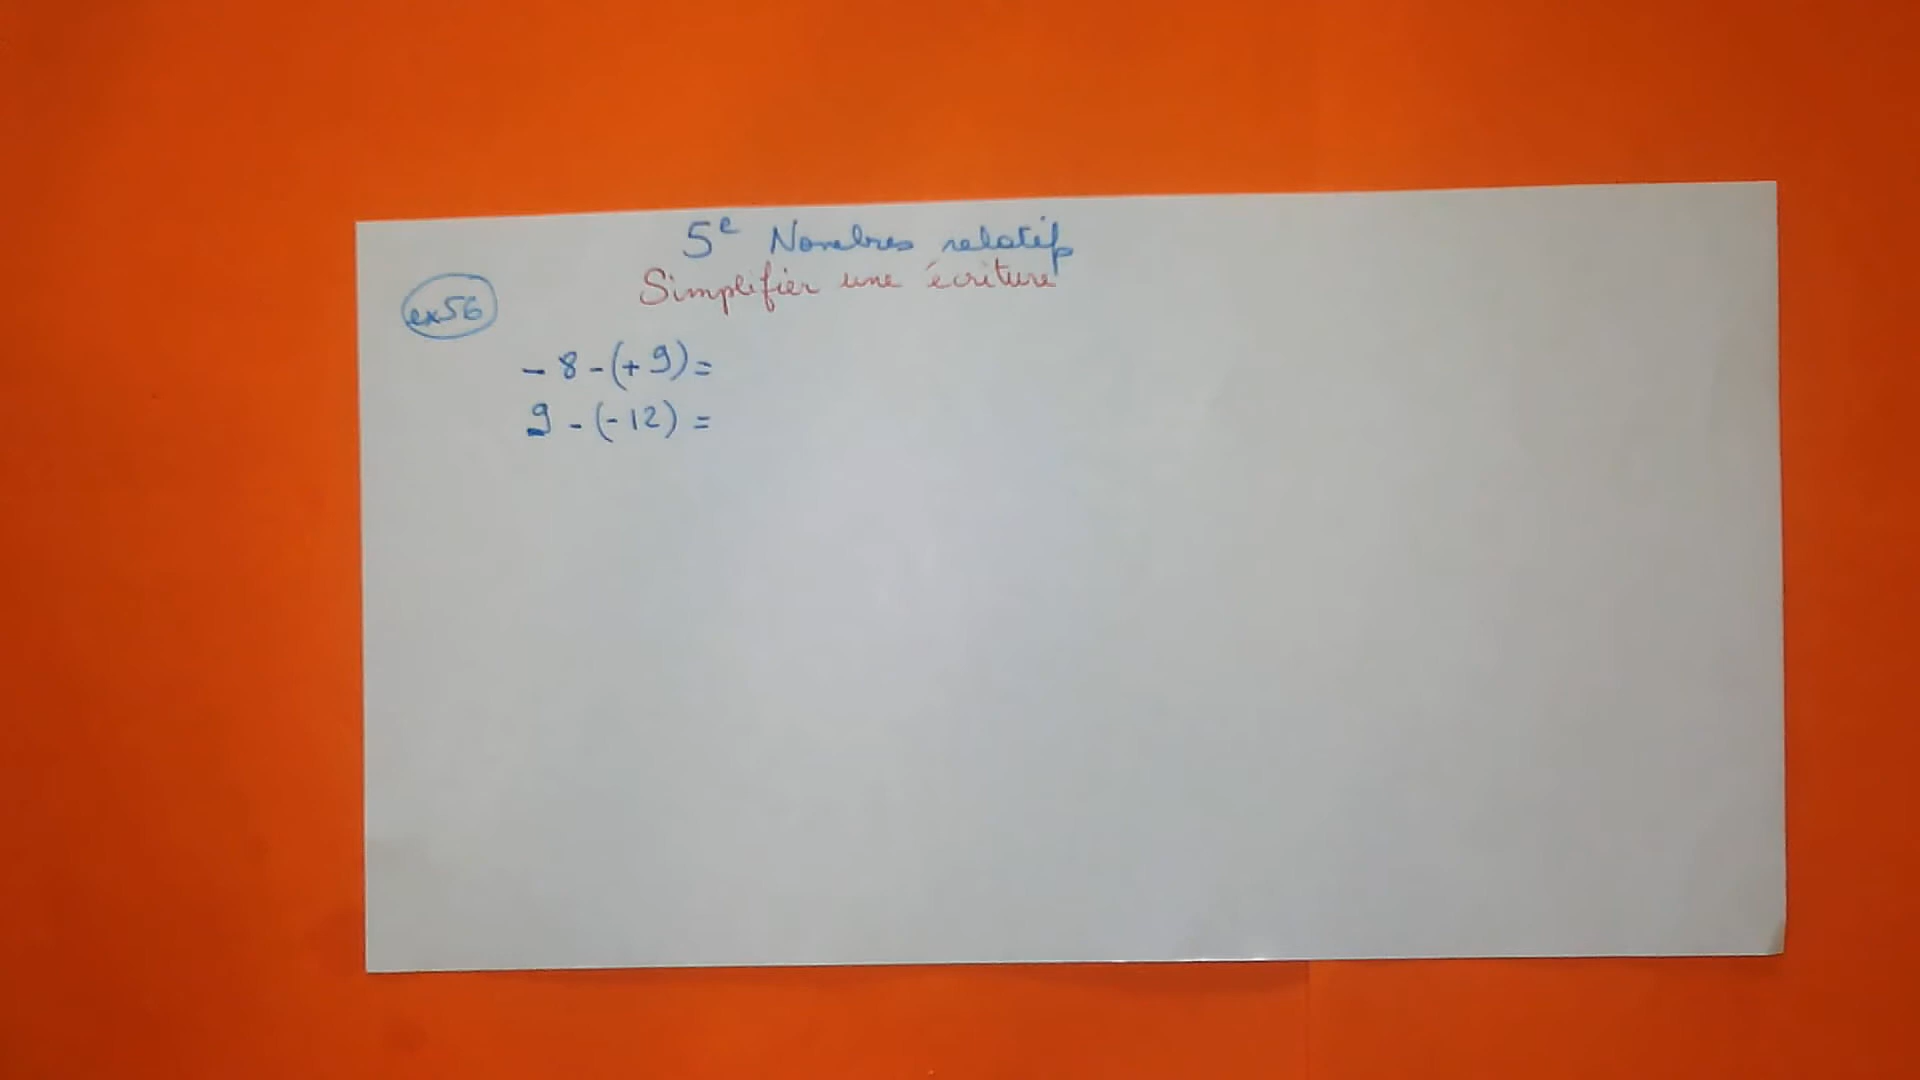 5e Nombres relatifs
Simplifier une écriture
ex56
- 8 - (+ 9) =
9 - (- 12) =